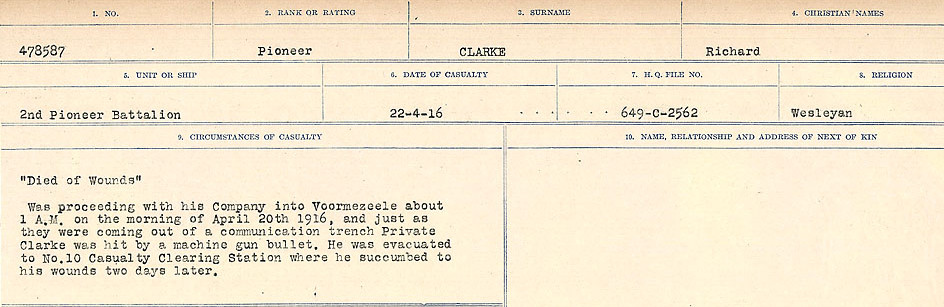 1. NO. 2. RANK OR RATING 3. SURNAME 4. CHRISTIAN NAMES
478587 Pioneer CLARKE Richard
5. UNIT OR SHIP 6. DATE OF CASUALTY 7. H. Q. FILE NO. 8. RELIGION
2nd Pioneer Battalion 22-4-16 649-C-2562 Wesleyan
9. CIRCUMSTANCES OF CASUALTY 10. NAME, RELATIONSHIP AND ADDRESS OF NEXT OF KIN
"Died of Wounds"
Was proceeding with his Company into Voormezeele about
1 A.M. on the morning of April 20th 1916, and just as
they were coming out of a communication trench Private
Clarke was hit by a machine gun bullet. He was evacuated
to No.10 Casualty Clearing Station where he succumbed to
his wounds two days later.